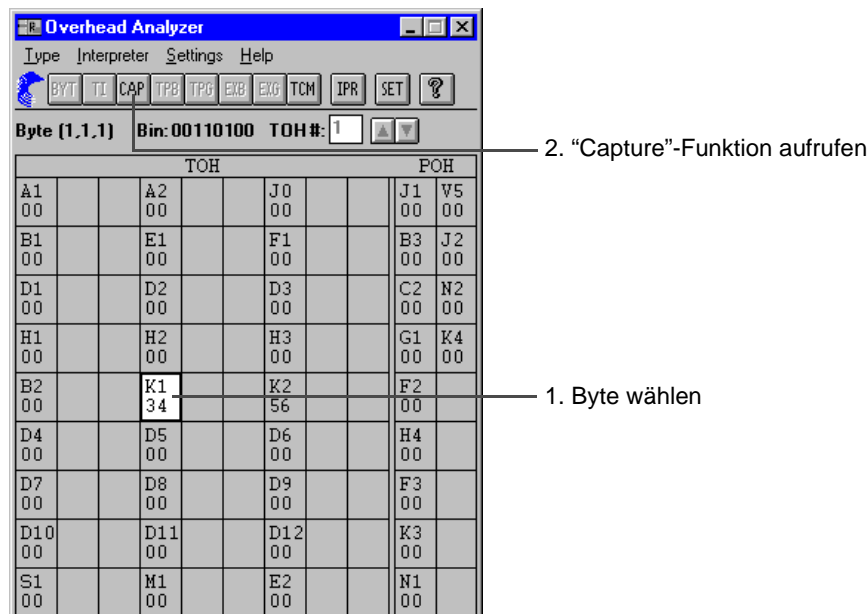 Overhead Analyzer
Type Interpreter Settings Help
BYT TI CAP TPB TPG EXB EXG TCM IPR SET ?
Byte (1,1,1) Bin:00110100 TOH#: 1
2. “Capture”-Funktion aufrufen
TOH POH
A1 A2 J0 J1 V5
00 00 00 00 00
B1 E1 F1 B3 J2
00 00 00 00 00
D1 D2 D3 C2 N2
00 00 00 00 00
H1 H2 H3 G1 K4
00 00 00 00 00
B2 K1 K2 F2
00 34 56 00
1. Byte wählen
D4 D5 D6 H4
00 00 00 00
D7 D8 D9 F3
00 00 00 00
D10 D11 D12 K3
00 00 00 00
S1 M1 E2 N1
00 00 00 00